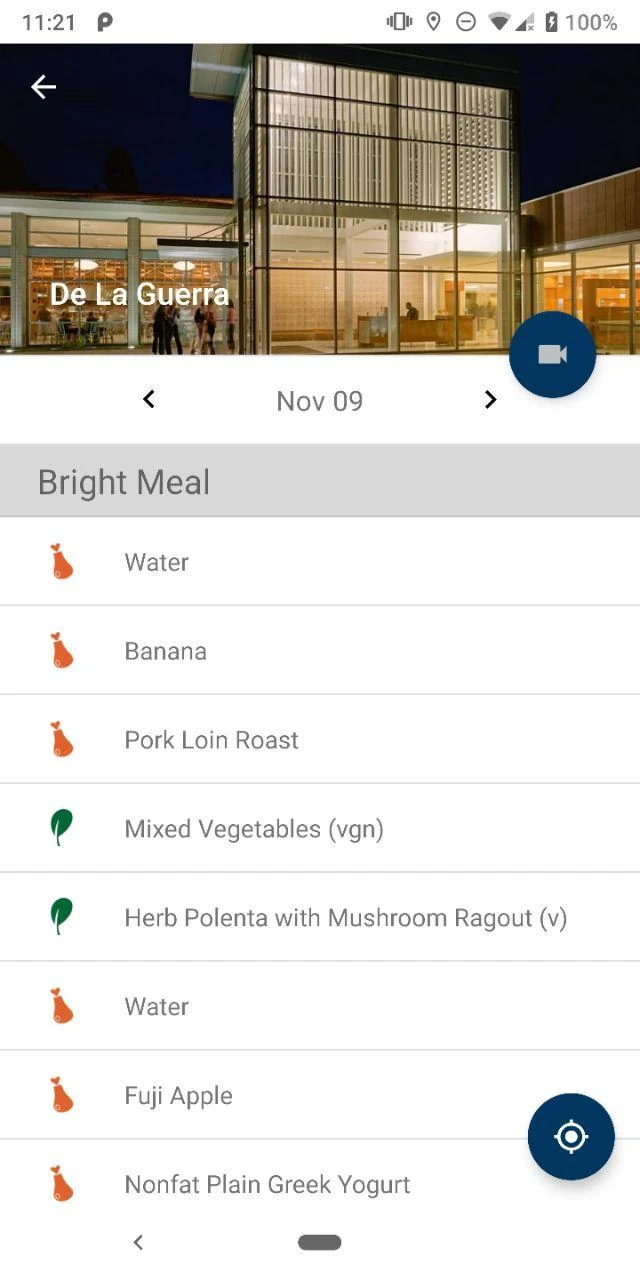 11:21
100%
De La Guerra
Nov 09
Bright Meal
Water
Banana
Pork Loin Roast
Mixed Vegetables (vgn)
Herb Polenta with Mushroom Ragout (v)
Water
Fuji Apple
Nonfat Plain Greek Yogurt